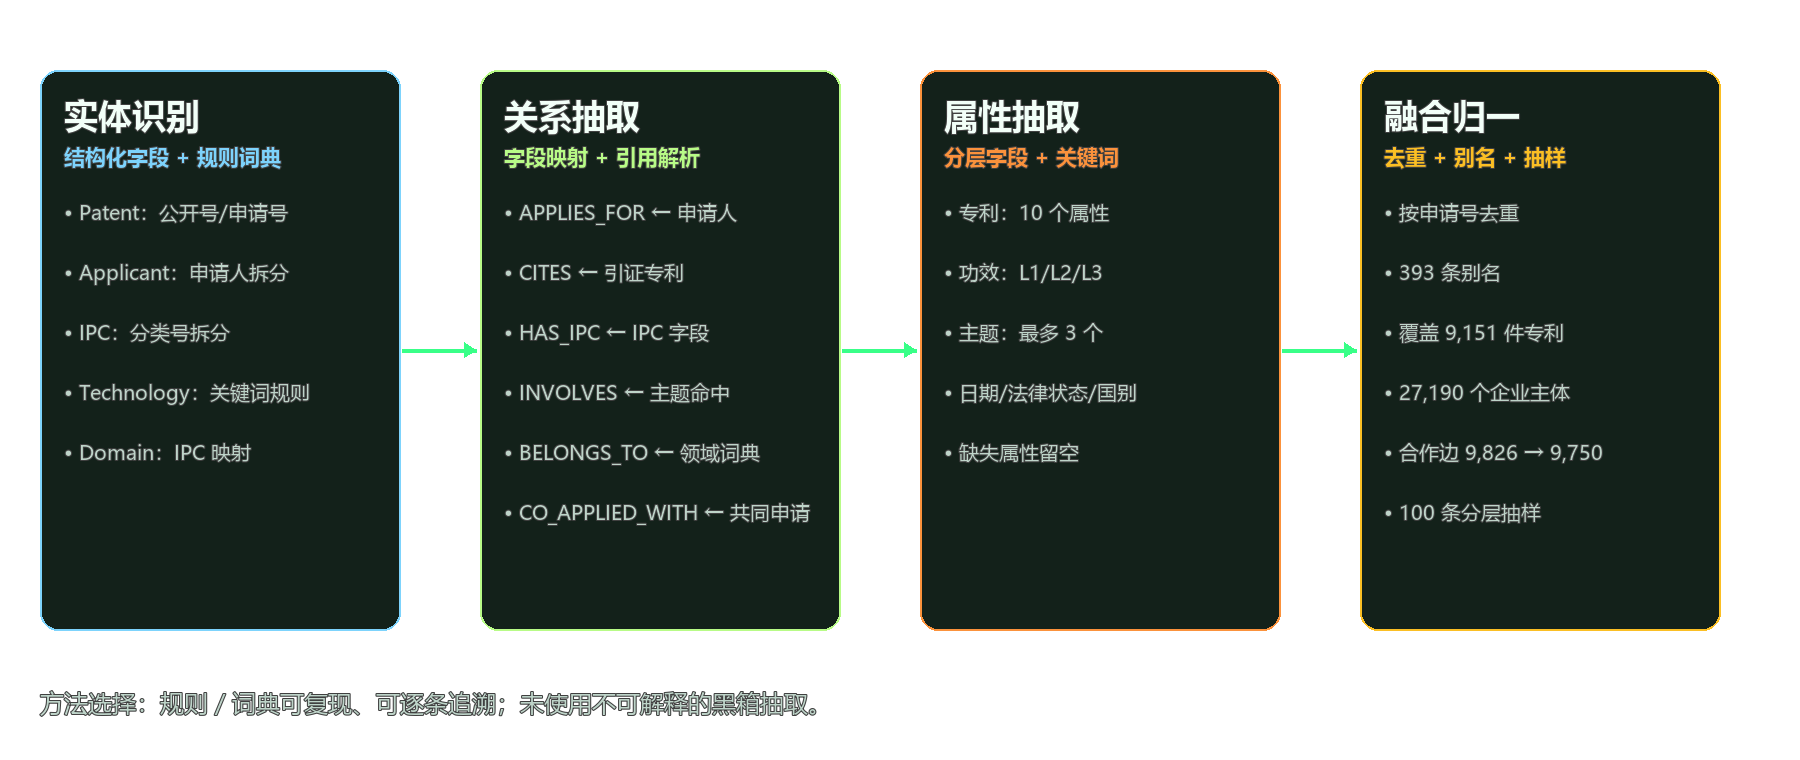 实体识别
结构化字段 + 规则词典
• Patent：公开号/申请号
• Applicant：申请人拆分
• IPC：分类号拆分
• Technology：关键词规则
• Domain：IPC 映射
关系抽取
字段映射 + 引用解析
• APPLIES_FOR ← 申请人
• CITES ← 引证专利
• HAS_IPC ← IPC 字段
• INVOLVES ← 主题命中
• BELONGS_TO ← 领域词典
• CO_APPLIED_WITH ← 共同申请
属性抽取
分层字段 + 关键词
• 专利：10 个属性
• 功效：L1/L2/L3
• 主题：最多 3 个
• 日期/法律状态/国别
• 缺失属性留空
融合归一
去重 + 别名 + 抽样
• 按申请号去重
• 393 条别名
• 覆盖 9,151 件专利
• 27,190 个企业主体
• 合作边 9,826 → 9,750
• 100 条分层抽样
方法选择：规则 / 词典可复现、可逐条追溯；未使用不可解释的黑箱抽取。